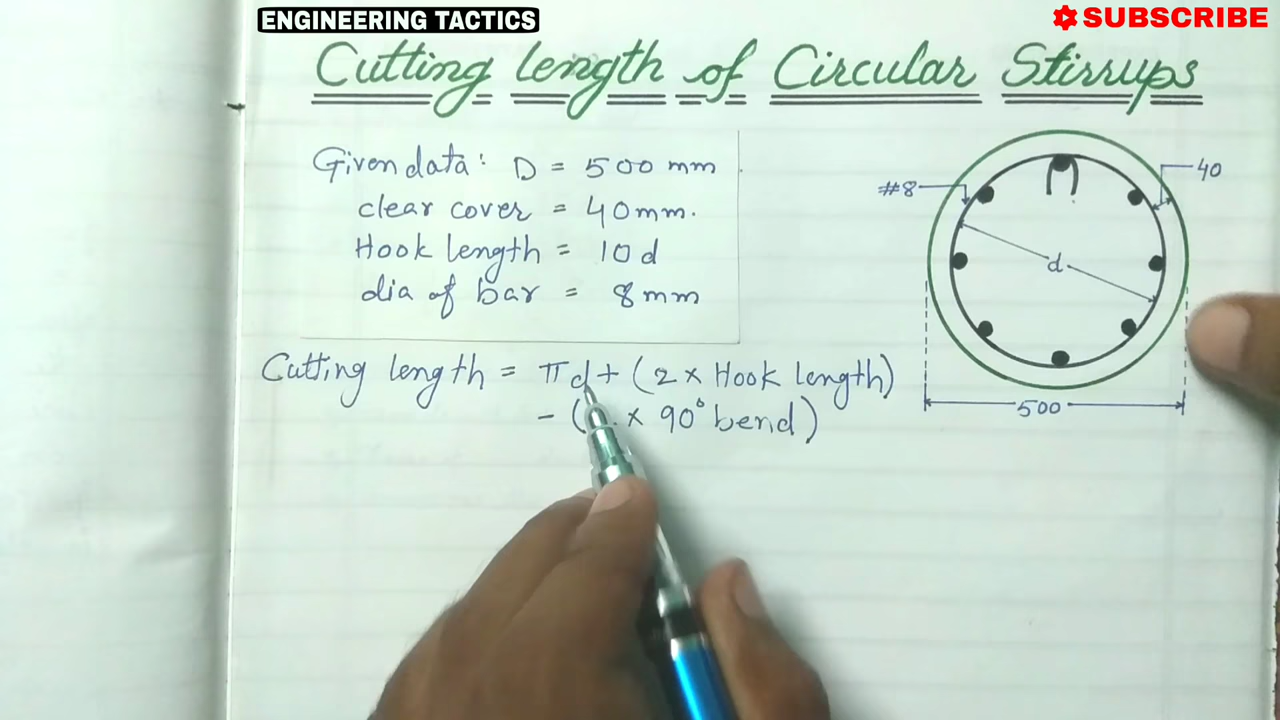 ENGINEERING TACTICS
SUBSCRIBE
Cutting length of Circular Stirrups
Given data: D = 500 mm
clear cover = 40mm.
Hook length = 10 d
dia of bar = 8mm
#8
40
d
500
Cutting length = πd + (2 x Hook length)
- ( x 90° bend)